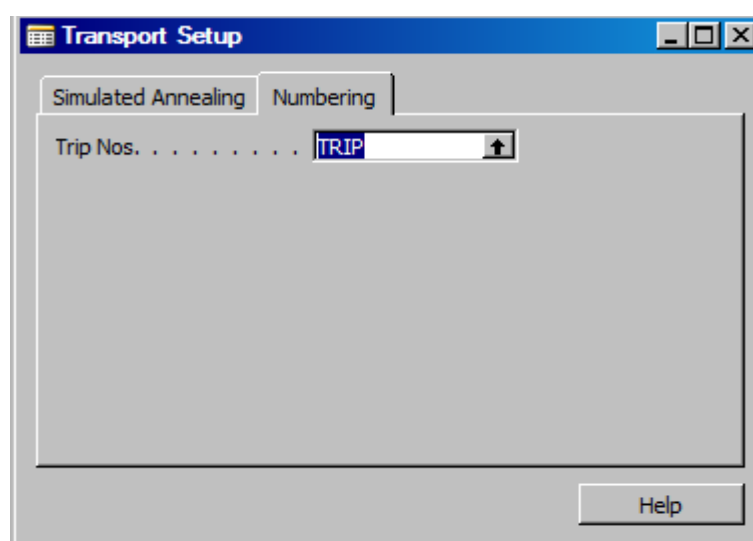 Transport Setup
Simulated Annealing Numbering
Trip Nos. . . . . . . . . TRIP
Help